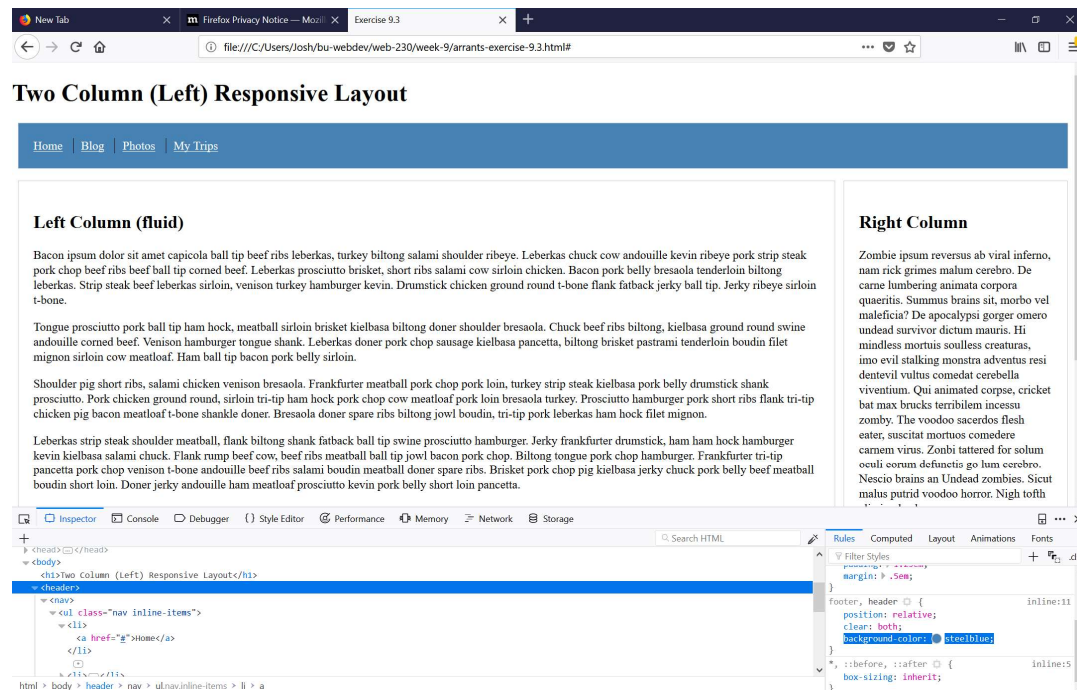 New Tab
Firefox Privacy Notice — Mozill
Exercise 9.3
file:///C:/Users/Josh/bu-webdev/web-230/week-9/arrants-exercise-9.3.html#
Two Column (Left) Responsive Layout
Home Blog Photos My Trips
Left Column (fluid)
Bacon ipsum dolor sit amet capicola ball tip beef ribs leberkas, turkey biltong salami shoulder ribeye. Leberkas chuck cow andouille kevin ribeye pork strip steak
pork chop beef ribs beef ball tip corned beef. Leberkas prosciutto brisket, short ribs salami cow sirloin chicken. Bacon pork belly bresaola tenderloin biltong
leberkas. Strip steak beef leberkas sirloin, venison turkey hamburger kevin. Drumstick chicken ground round t-bone flank fatback jerky ball tip. Jerky ribeye sirloin
t-bone.
Tongue prosciutto pork ball tip ham hock, meatball sirloin brisket kielbasa biltong doner shoulder bresaola. Chuck beef ribs biltong, kielbasa ground round swine
andouille corned beef. Venison hamburger tongue shank. Leberkas doner pork chop sausage kielbasa pancetta, biltong brisket pastrami tenderloin boudin filet
mignon sirloin cow meatloaf. Ham ball tip bacon pork belly sirloin.
Shoulder pig short ribs, salami chicken venison bresaola. Frankfurter meatball pork chop pork loin, turkey strip steak kielbasa pork belly drumstick shank
prosciutto. Pork chicken ground round, sirloin tri-tip ham hock pork chop cow meatloaf pork loin bresaola turkey. Prosciutto hamburger pork short ribs flank tri-tip
chicken pig bacon meatloaf t-bone shankle doner. Bresaola doner spare ribs biltong jowl boudin, tri-tip pork leberkas ham hock filet mignon.
Leberkas strip steak shoulder meatball, flank biltong shank fatback ball tip swine prosciutto hamburger. Jerky frankfurter drumstick, ham ham hock hamburger
kevin kielbasa salami chuck. Flank rump beef cow, beef ribs meatball ball tip jowl bacon pork chop. Biltong tongue pork chop hamburger. Frankfurter tri-tip
pancetta pork chop venison t-bone andouille beef ribs salami boudin meatball doner spare ribs. Brisket pork chop pig kielbasa jerky chuck pork belly beef meatball
boudin short loin. Doner jerky andouille ham meatloaf prosciutto kevin pork belly short loin pancetta.
Right Column
Zombie ipsum reversus ab viral inferno,
nam rick grimes malum cerebro. De
carne lumbering animata corpora
quaeritis. Summus brains sit, morbo vel
maleficia? De apocalypsi gorger omero
undead survivor dictum mauris. Hi
mindless mortuis soulless creaturas,
imo evil stalking monstra adventus resi
dentevil vultus comedat cerebella
viventium. Qui animated corpse, cricket
bat max brucks terribilem incessu
zomby. The voodoo sacerdos flesh
eater, suscitat mortuos comedere
carnem virus. Zonbi tattered for solum
oculi eorum defunctis go lum cerebro.
Nescio brains an Undead zombies. Sicut
malus putrid voodoo horror. Nigh tofth
Inspector Console Debugger { } Style Editor Performance Memory Network Storage
Search HTML
<head></head>
<body>
<h1>Two Column (Left) Responsive Layout</h1>
<header>
<nav>
<ul class="nav inline-items">
<li>
<a href="#">Home</a>
</li>
<li></li>
html > body > header > nav > ul.nav.inline-items > li > a
Rules Computed Layout Animations Fonts
Filter Styles
margin: .5em;
}
footer, header { inline:11
position: relative;
clear: both;
background-color: steelblue;
}
*, ::before, ::after { inline:5
box-sizing: inherit;
}